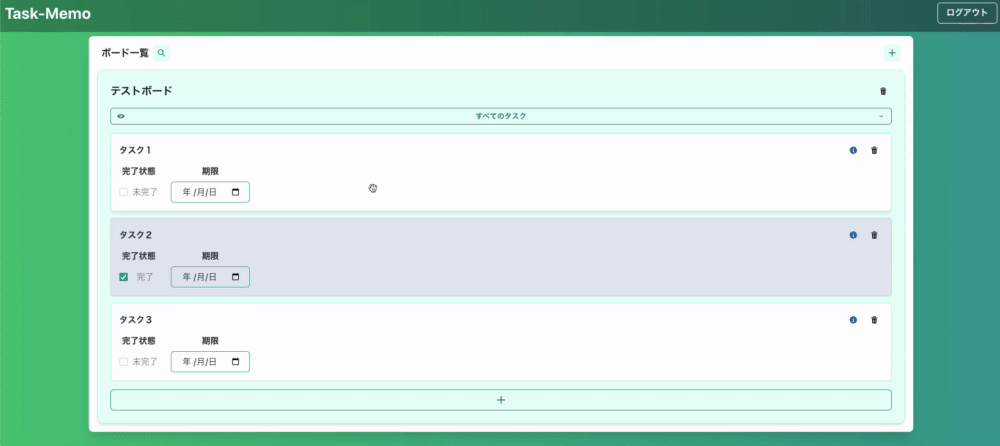 Task-Memo
ログアウト
ボード一覧
テストボード
すべてのタスク
タスク１
完了状態 期限
未完了 年 /月/日
タスク２
完了状態 期限
完了 年 /月/日
タスク３
完了状態 期限
未完了 年 /月/日